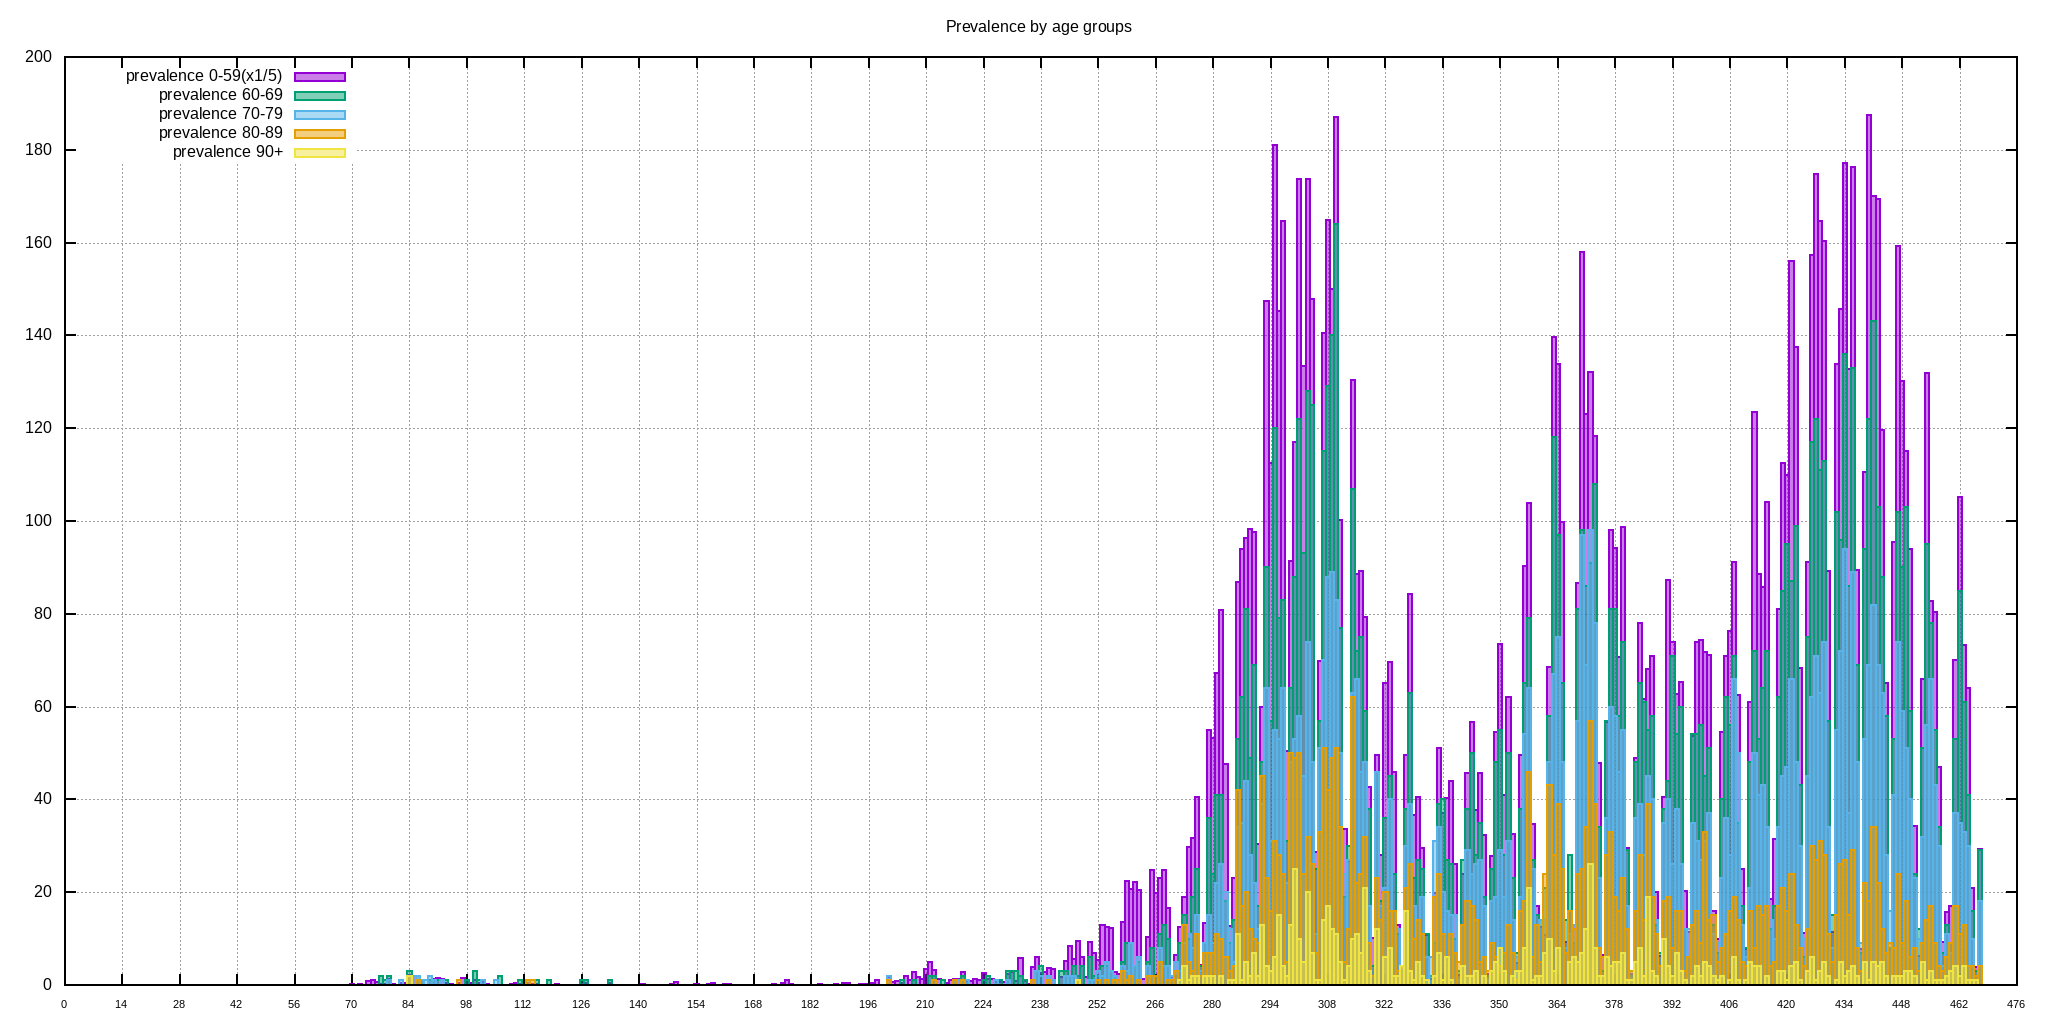 Prevalence by age groups
200
180
160
140
120
100
80
60
40
20
0
prevalence 0-59(x1/5)
prevalence 60-69
prevalence 70-79
prevalence 80-89
prevalence 90+
0 14 28 42 56 70 84 98 112 126 140 154 168 182 196 210 224 238 252 266 280 294 308 322 336 350 364 378 392 406 420 434 448 462 476